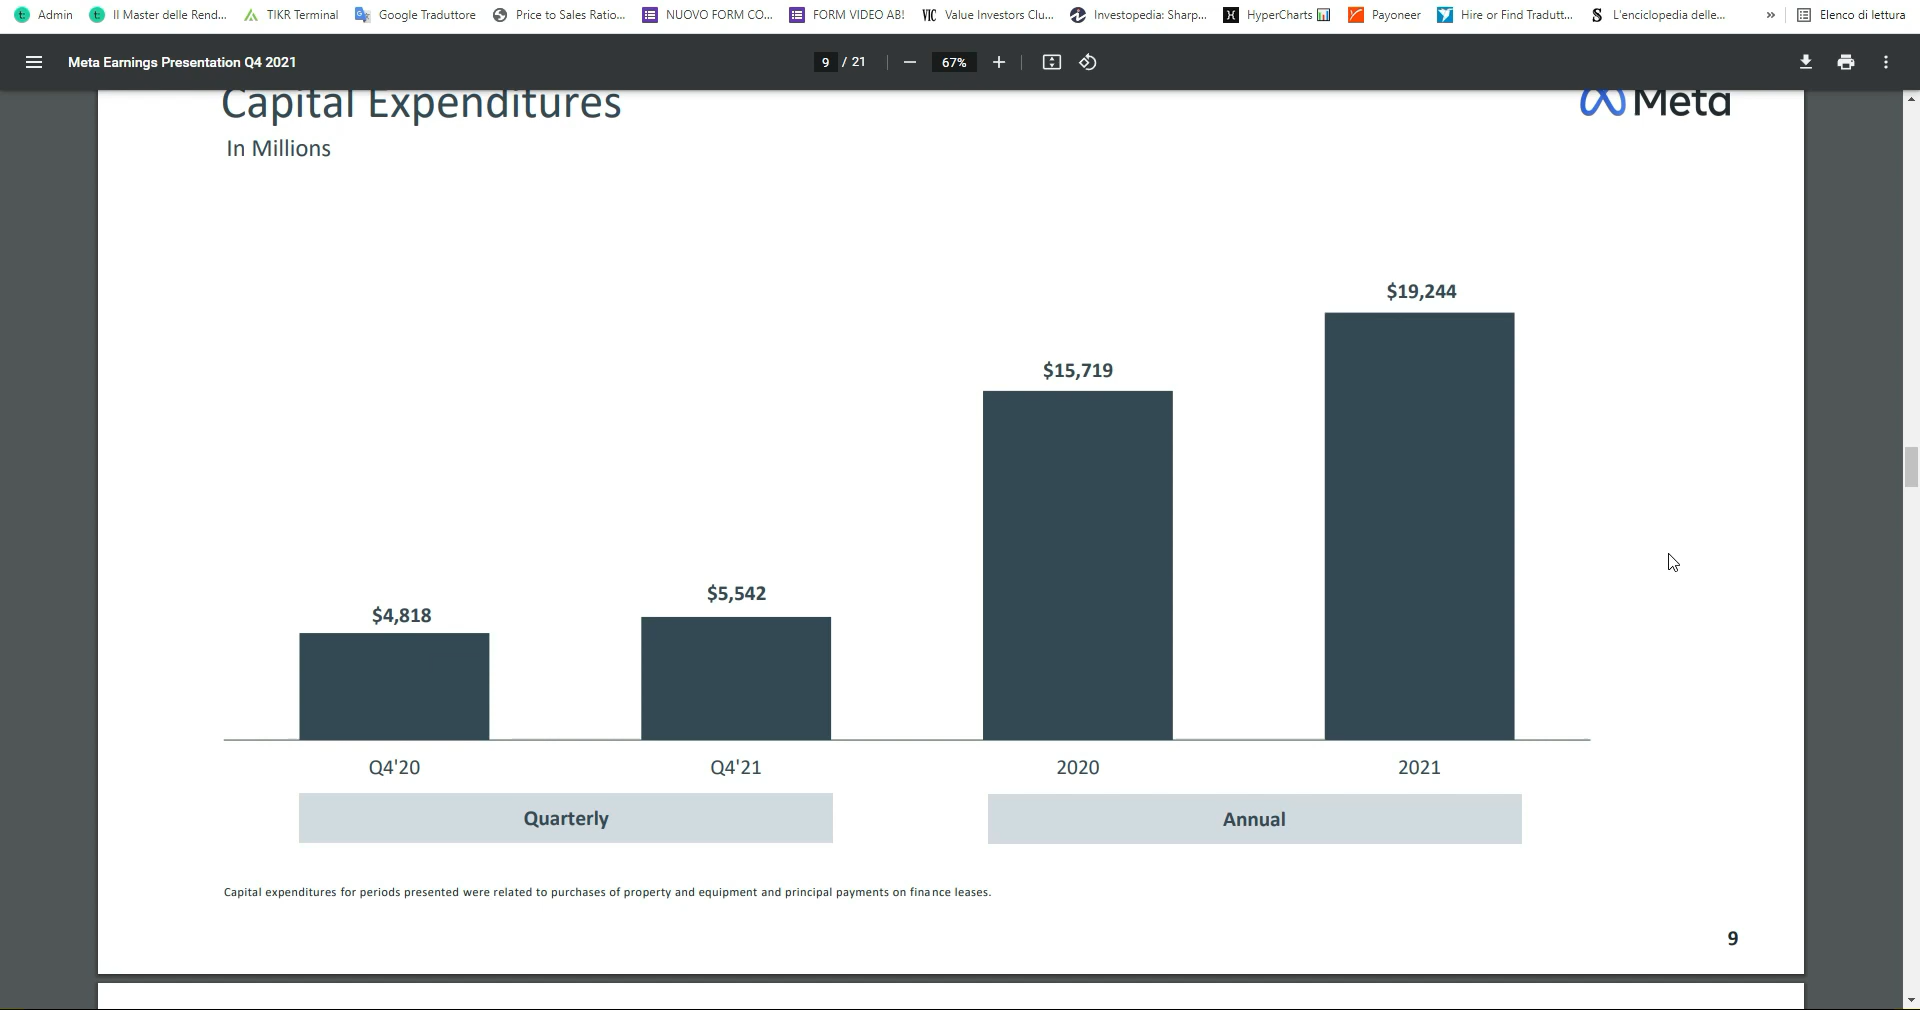 Admin Il Master delle Rend... TIKR Terminal Google Traduttore Price to Sales Ratio... NUOVO FORM CO... FORM VIDEO AB! VIC Value Investors Clu... Investopedia: Sharp... HyperCharts Payoneer Hire or Find Tradutt... L'enciclopedia delle... » Elenco di lettura
Meta Earnings Presentation Q4 2021 9 / 21 67%
Capital Expenditures
Meta
In Millions
$19,244
$15,719
$5,542
$4,818
Q4'20 Q4'21 2020 2021
Quarterly Annual
Capital expenditures for periods presented were related to purchases of property and equipment and principal payments on finance leases.
9